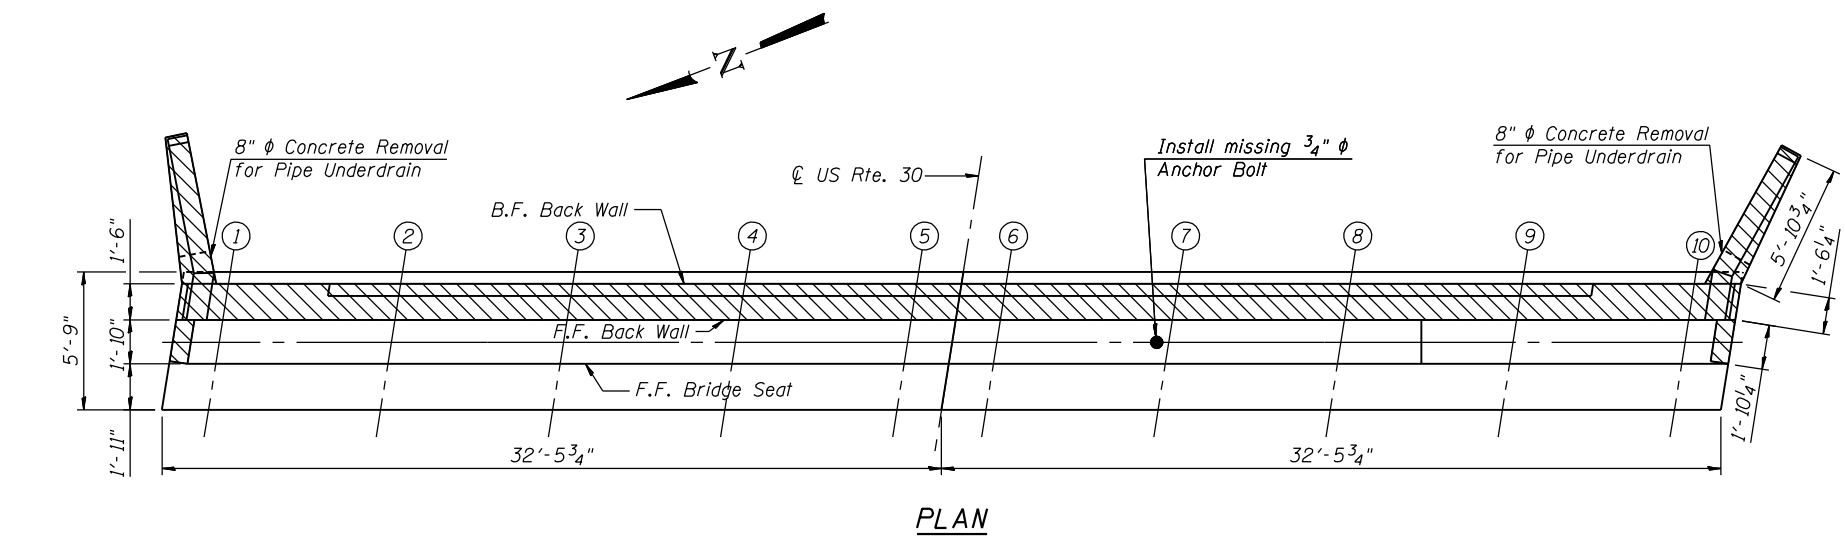 N
8" ϕ Concrete Removal
for Pipe Underdrain
℄ US Rte. 30
Install missing 3/4" ϕ
Anchor Bolt
8" ϕ Concrete Removal
for Pipe Underdrain
B.F. Back Wall
1 2 3 4 5 6 7 8 9 10
1'-6"
5'-9"
1'-10"
1'-11"
F.F. Back Wall
F.F. Bridge Seat
5'-10 3/4"
1'-6 1/4"
1'-10 1/4"
32'-5 3/4"
32'-5 3/4"
PLAN